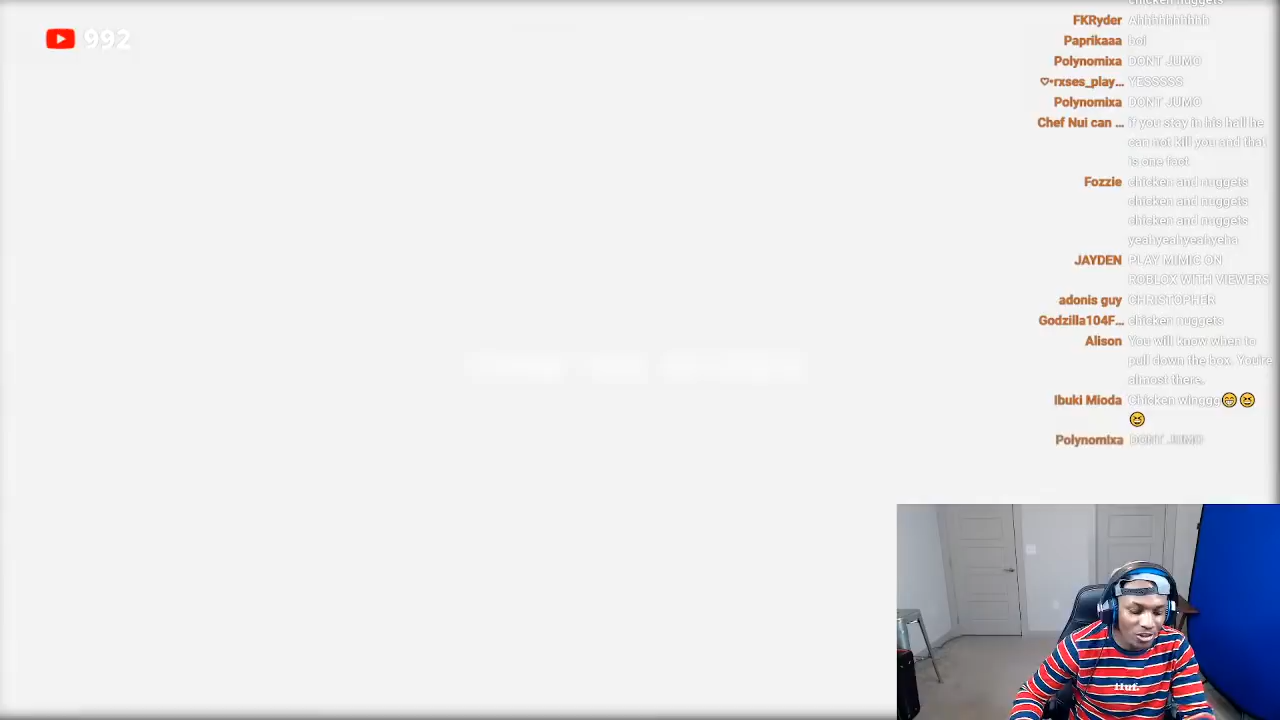 992
chicken nuggets
FKRyder Ahhhhhhhhh
Paprikaaa boi
Polynomixa DONT JUMO
♡•rxses_play... YESSSSS
Polynomixa DONT JUMO
Chef Nui can ... if you stay in his hall he
can not kill you and that
is one fact
Fozzie chicken and nuggets
chicken and nuggets
chicken and nuggets
yeahyeahyeahyeha
JAYDEN PLAY MIMIC ON
ROBLOX WITH VIEWERS
adonis guy CHRISTOPHER
Godzilla104F... chicken nuggets
Alison You will know when to
pull down the box. You're
almost there.
Ibuki Mioda Chicken winggg😁😆
😆
Polynomixa DONT JUMO
Huf.